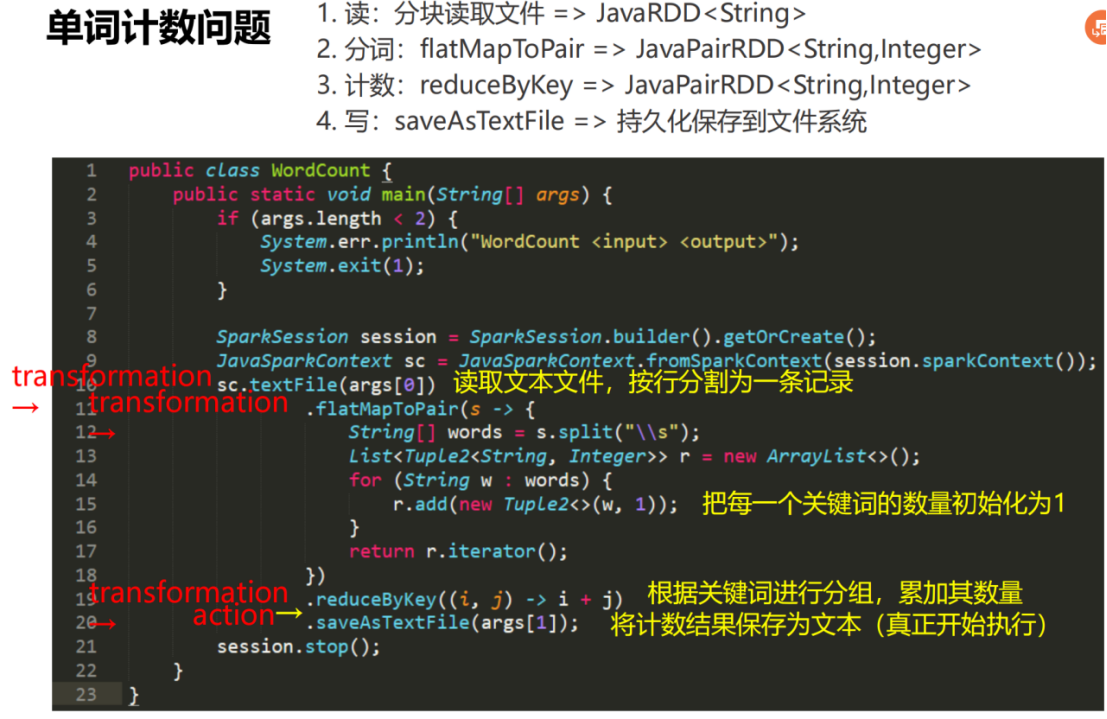 单词计数问题
1. 读：分块读取文件 => JavaRDD<String>
2. 分词：flatMapToPair => JavaPairRDD<String,Integer>
3. 计数：reduceByKey => JavaPairRDD<String,Integer>
4. 写：saveAsTextFile => 持久化保存到文件系统
1 public class WordCount {
2 public static void main(String[] args) {
3 if (args.length < 2) {
4 System.err.println("WordCount <input> <output>");
5 System.exit(1);
6 }
7
8 SparkSession session = SparkSession.builder().getOrCreate();
9 JavaSparkContext sc = JavaSparkContext.fromSparkContext(session.sparkContext());
transformation →
10 sc.textFile(args[0]) 读取文本文件，按行分割为一条记录
transformation →
11 .flatMapToPair(s -> {
12 String[] words = s.split("\\s");
13 List<Tuple2<String, Integer>> r = new ArrayList<>();
14 for (String w : words) {
15 r.add(new Tuple2<>(w, 1)); 把每一个关键词的数量初始化为1
16 }
17 return r.iterator();
18 })
transformation →
19 .reduceByKey((i, j) -> i + j) 根据关键词进行分组，累加其数量
action→
20 .saveAsTextFile(args[1]); 将计数结果保存为文本（真正开始执行）
21 session.stop();
22 }
23 }